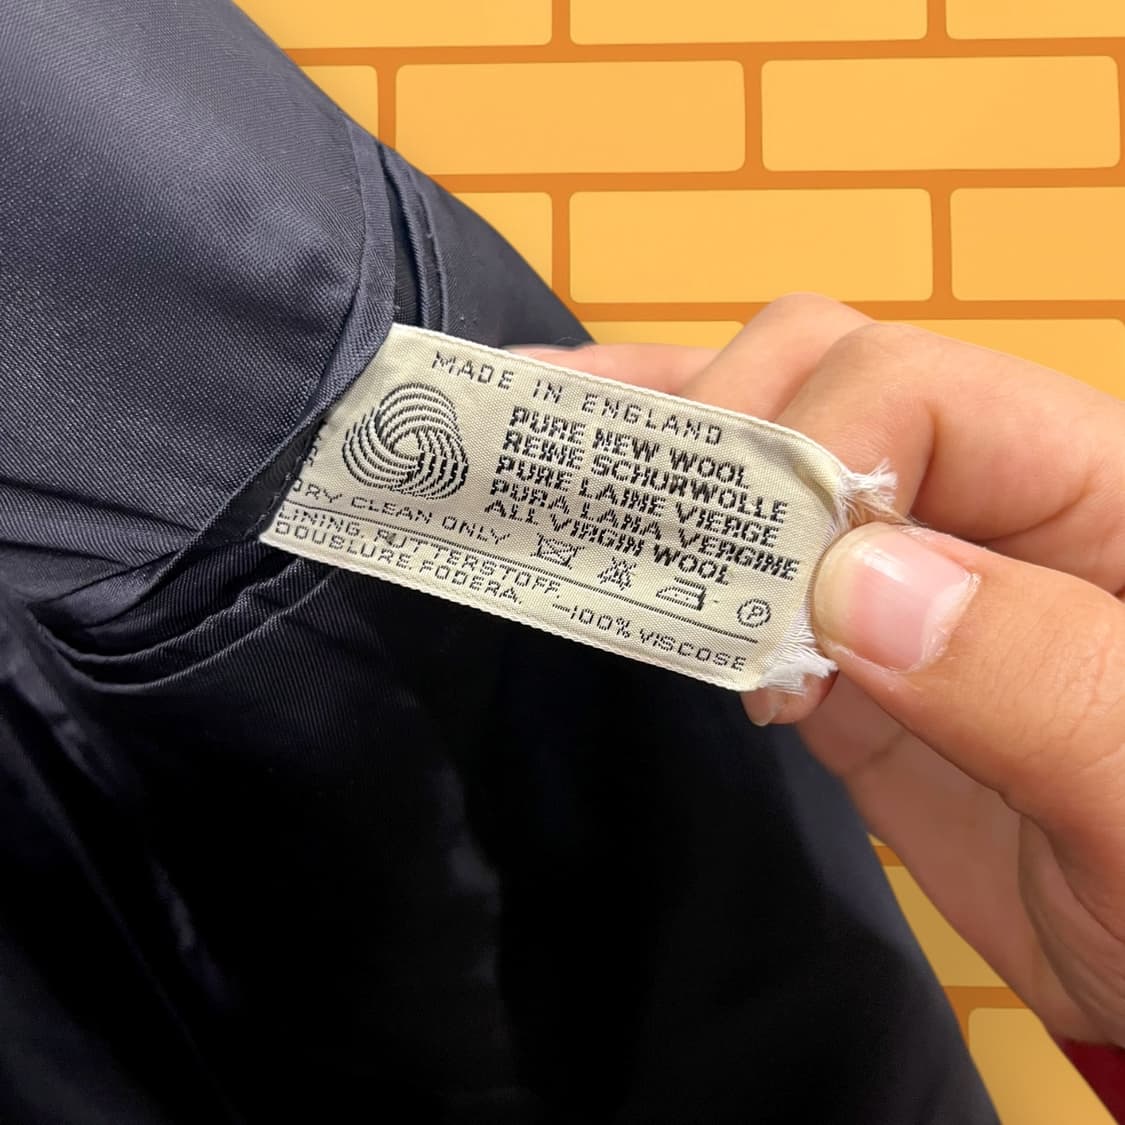 MADE IN ENGLAND
PURE NEW WOOL
REINE SCHURWOLLE
PURE LAINE VIERGE
PURA LANA VERGINE
ALL VIRGIN WOOL
DRY CLEAN ONLY
Ⓟ
LINING. FUTTERSTOFF.
DOUSLURE FODERA. -100% VISCOSE